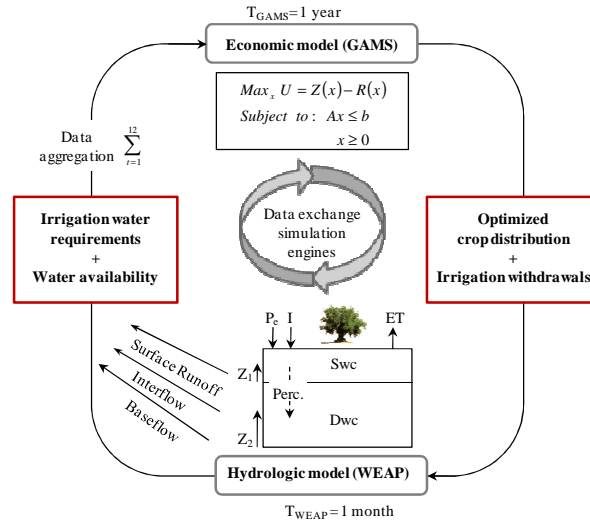 T_GAMS=1 year
Economic model (GAMS)
Max_x U = Z(x) − R(x)
Subject to : Ax ≤ b
x ≥ 0
Data
aggregation ∑_{t=1}^{12}
Irrigation water
requirements
+
Water availability
Data exchange
simulation
engines
Optimized
crop distribution
+
Irrigation withdrawals
P_e I ET
Surface Runoff
Interflow
Baseflow
Z_1
Swc
Perc.
Dwc
Z_2
Hydrologic model (WEAP)
T_WEAP=1 month